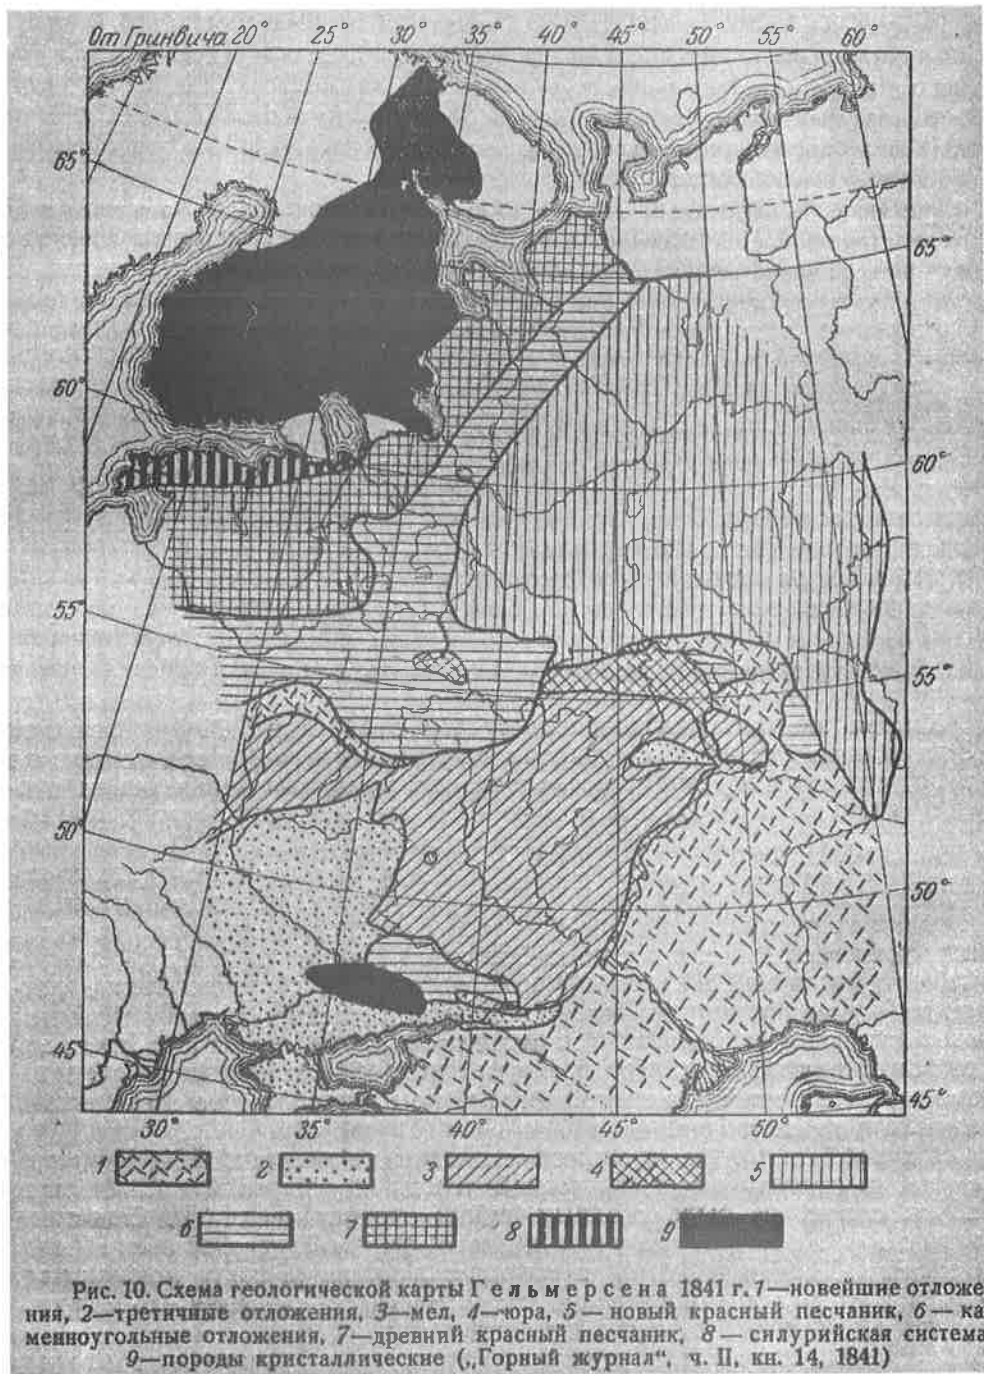 От Гринвича 20° 25° 30° 35° 40° 45° 50° 55° 60°
65° 65°
60° 60°
55° 55°
50° 50°
45° 45°
30° 35° 40° 45° 50°
1 2 3 4 5
6 7 8 9
Рис. 10. Схема геологической карты Гельмерсена 1841 г. 1—новейшие отложе
ния, 2—третичные отложения, 3—мел, 4—юра, 5 — новый красный песчаник, 6 — ка
менноугольные отложения, 7—древний красный песчаник, 8 — силурийская система
9—породы кристаллические („Горный журнал“, ч. II, кн. 14, 1841)